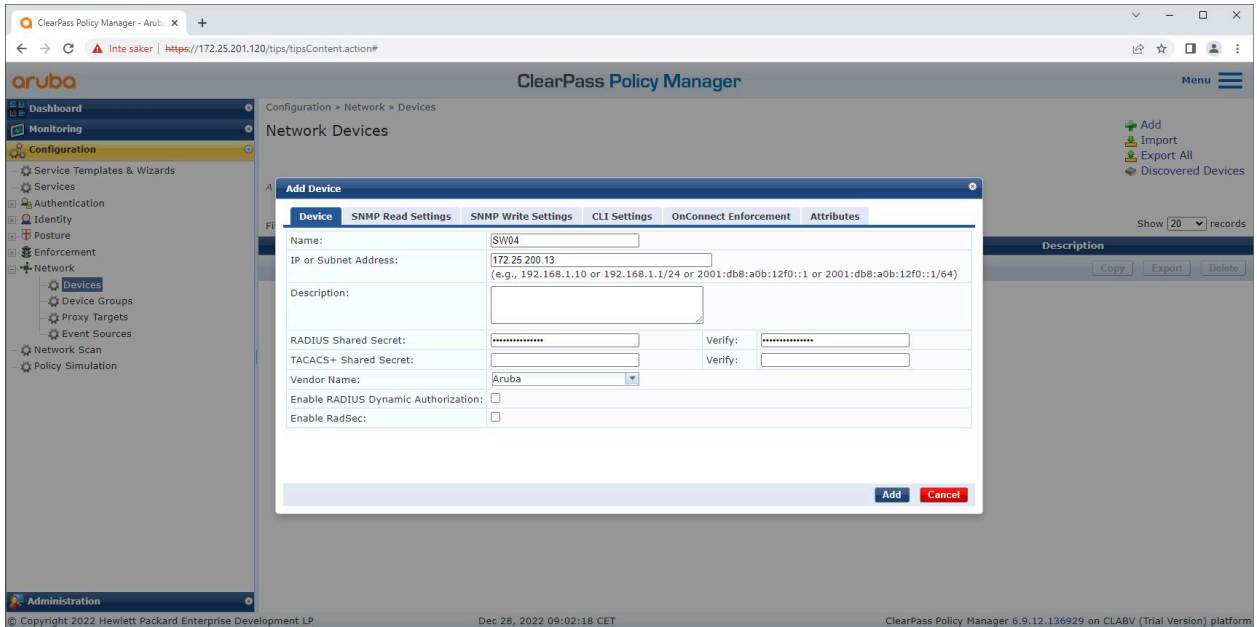 ClearPass Policy Manager - Arub
Inte säker | https://172.25.201.120/tips/tipsContent.action#
aruba
ClearPass Policy Manager
Menu
Dashboard
Monitoring
Configuration
Service Templates & Wizards
Services
Authentication
Identity
Posture
Enforcement
Network
Devices
Device Groups
Proxy Targets
Event Sources
Network Scan
Policy Simulation
Administration
Configuration » Network » Devices
Network Devices
Add
Import
Export All
Discovered Devices
A
Fi
Show 20 records
Description
Copy Export Delete
Add Device
Device SNMP Read Settings SNMP Write Settings CLI Settings OnConnect Enforcement Attributes
Name: SW04
IP or Subnet Address: 172.25.200.13
(e.g., 192.168.1.10 or 192.168.1.1/24 or 2001:db8:a0b:12f0::1 or 2001:db8:a0b:12f0::1/64)
Description:
RADIUS Shared Secret: ••••••••••••••• Verify: •••••••••••••••
TACACS+ Shared Secret: Verify:
Vendor Name: Aruba
Enable RADIUS Dynamic Authorization:
Enable RadSec:
Add Cancel
© Copyright 2022 Hewlett Packard Enterprise Development LP
Dec 28, 2022 09:02:18 CET
ClearPass Policy Manager 6.9.12.136929 on CLABV (Trial Version) platform